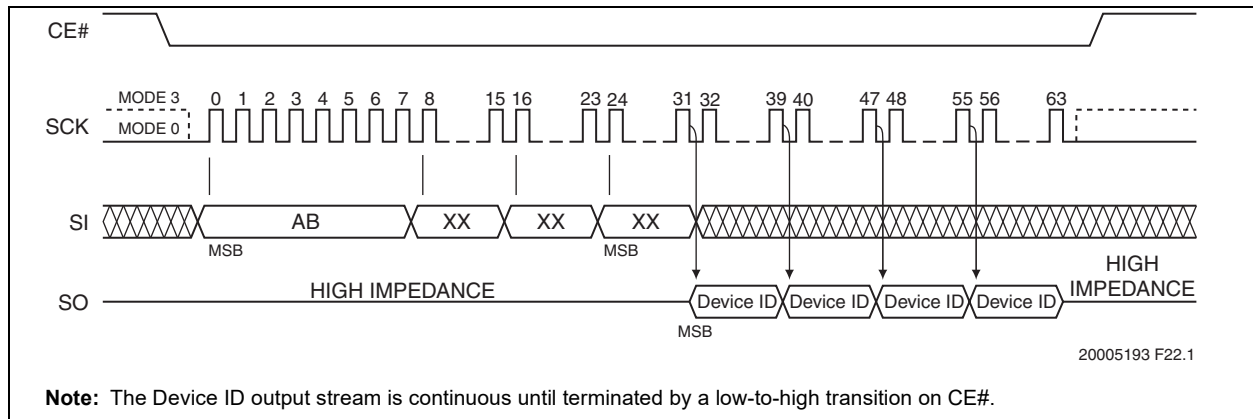 CE#
MODE 3
0 1 2 3 4 5 6 7 8 15 16 23 24 31 32 39 40 47 48 55 56 63
SCK
MODE 0
SI
AB XX XX XX
MSB MSB
HIGH IMPEDANCE
HIGH
IMPEDANCE
SO
Device ID Device ID Device ID Device ID
MSB
20005193 F22.1
Note: The Device ID output stream is continuous until terminated by a low-to-high transition on CE#.